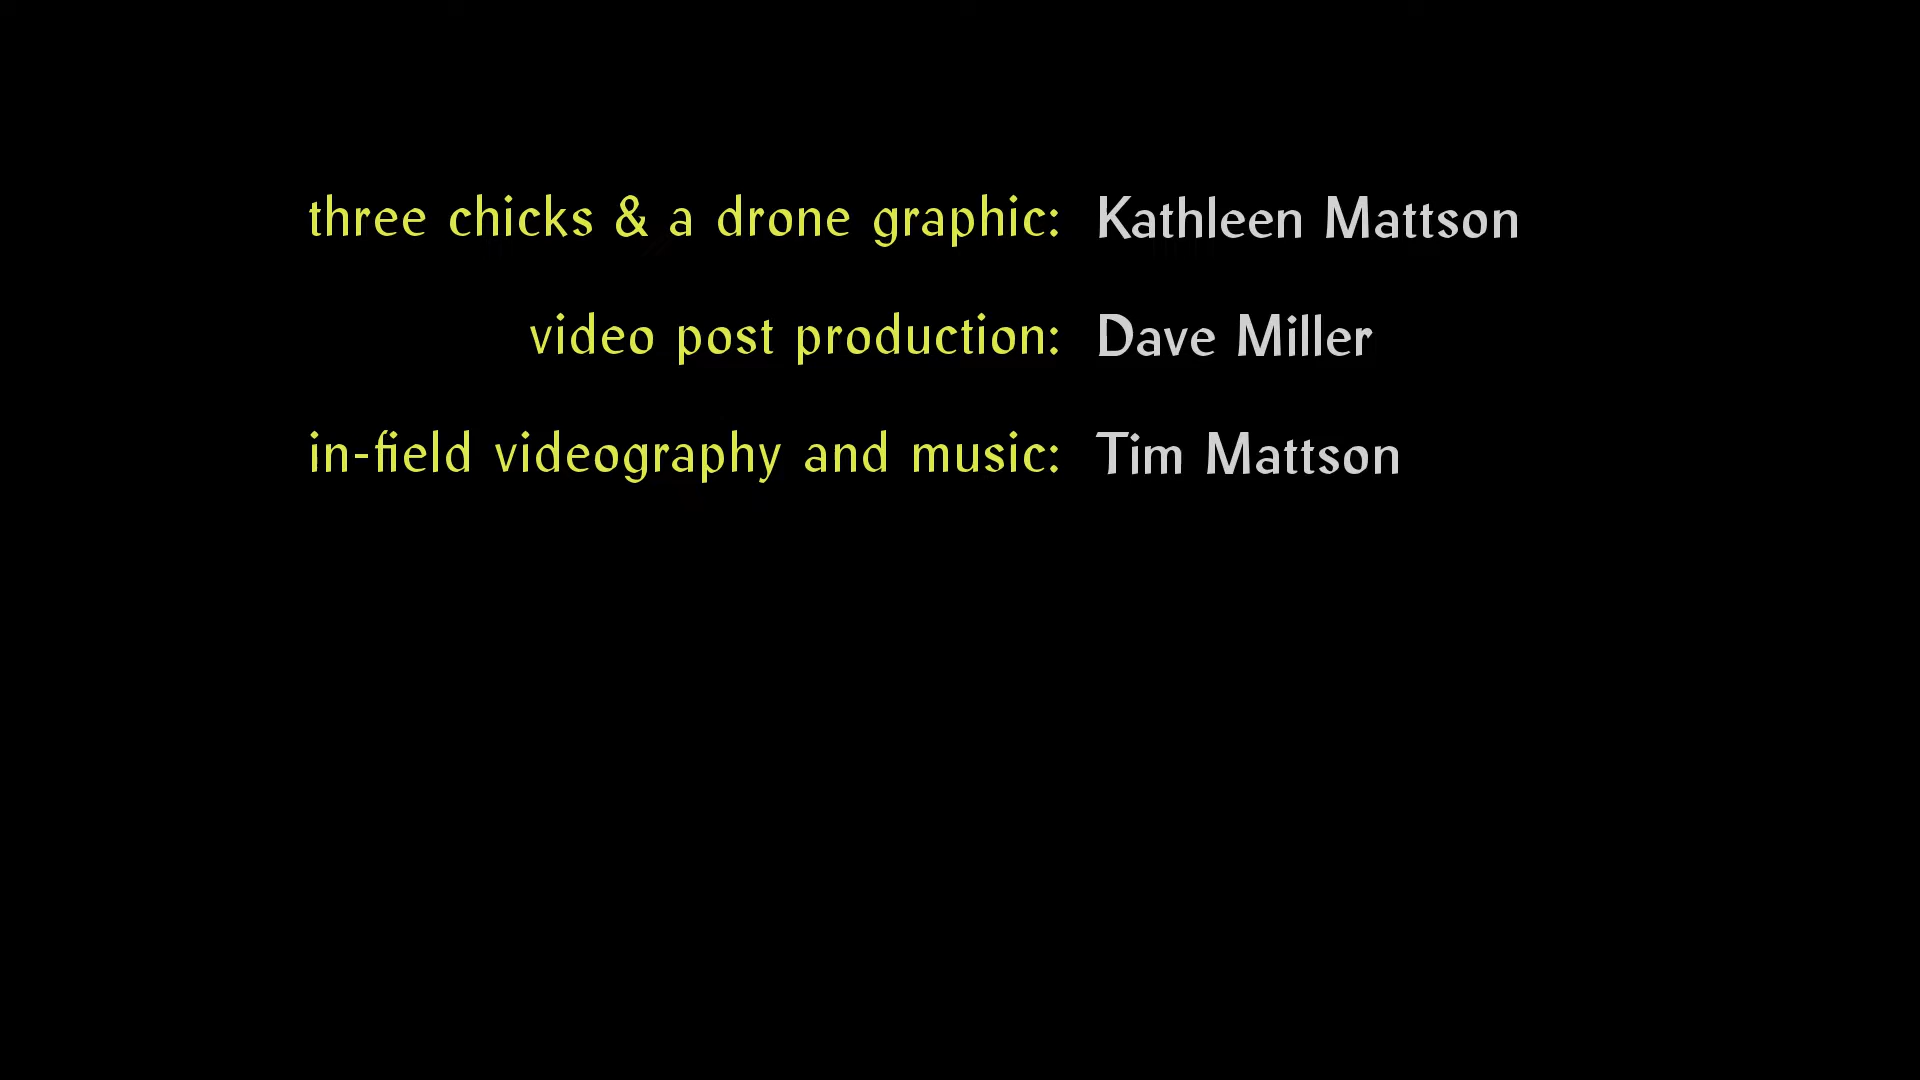 three chicks & a drone graphic: Kathleen Mattson
video post production: Dave Miller
in-field videography and music: Tim Mattson